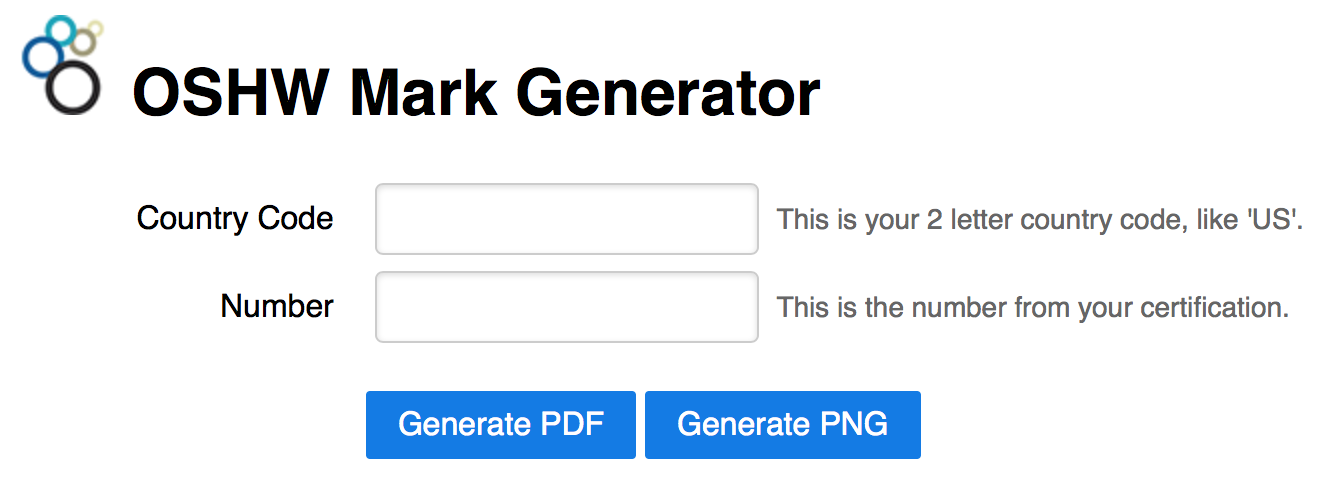 OSHW Mark Generator
Country Code This is your 2 letter country code, like 'US'.
Number This is the number from your certification.
Generate PDF Generate PNG